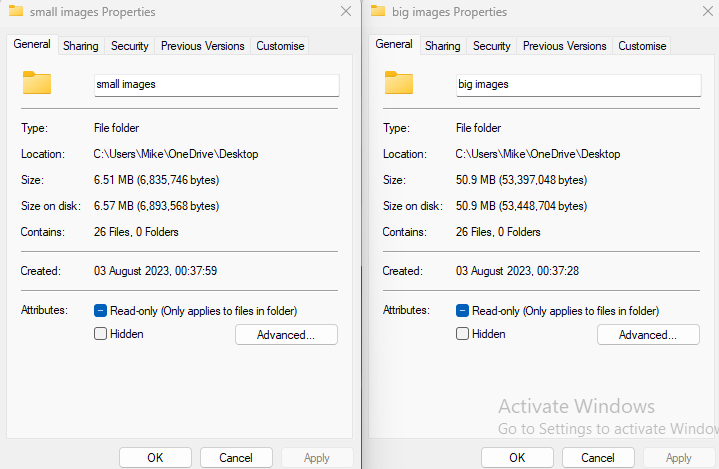 small images Properties
General Sharing Security Previous Versions Customise
small images
Type: File folder
Location: C:\Users\Mike\OneDrive\Desktop
Size: 6.51 MB (6,835,746 bytes)
Size on disk: 6.57 MB (6,893,568 bytes)
Contains: 26 Files, 0 Folders
Created: 03 August 2023, 00:37:59
Attributes: Read-only (Only applies to files in folder)
Hidden Advanced...
OK Cancel Apply
big images Properties
General Sharing Security Previous Versions Customise
big images
Type: File folder
Location: C:\Users\Mike\OneDrive\Desktop
Size: 50.9 MB (53,397,048 bytes)
Size on disk: 50.9 MB (53,448,704 bytes)
Contains: 26 Files, 0 Folders
Created: 03 August 2023, 00:37:28
Attributes: Read-only (Only applies to files in folder)
Hidden Advanced...
Activate Windows
Go to Settings to activate Window
OK Cancel Apply